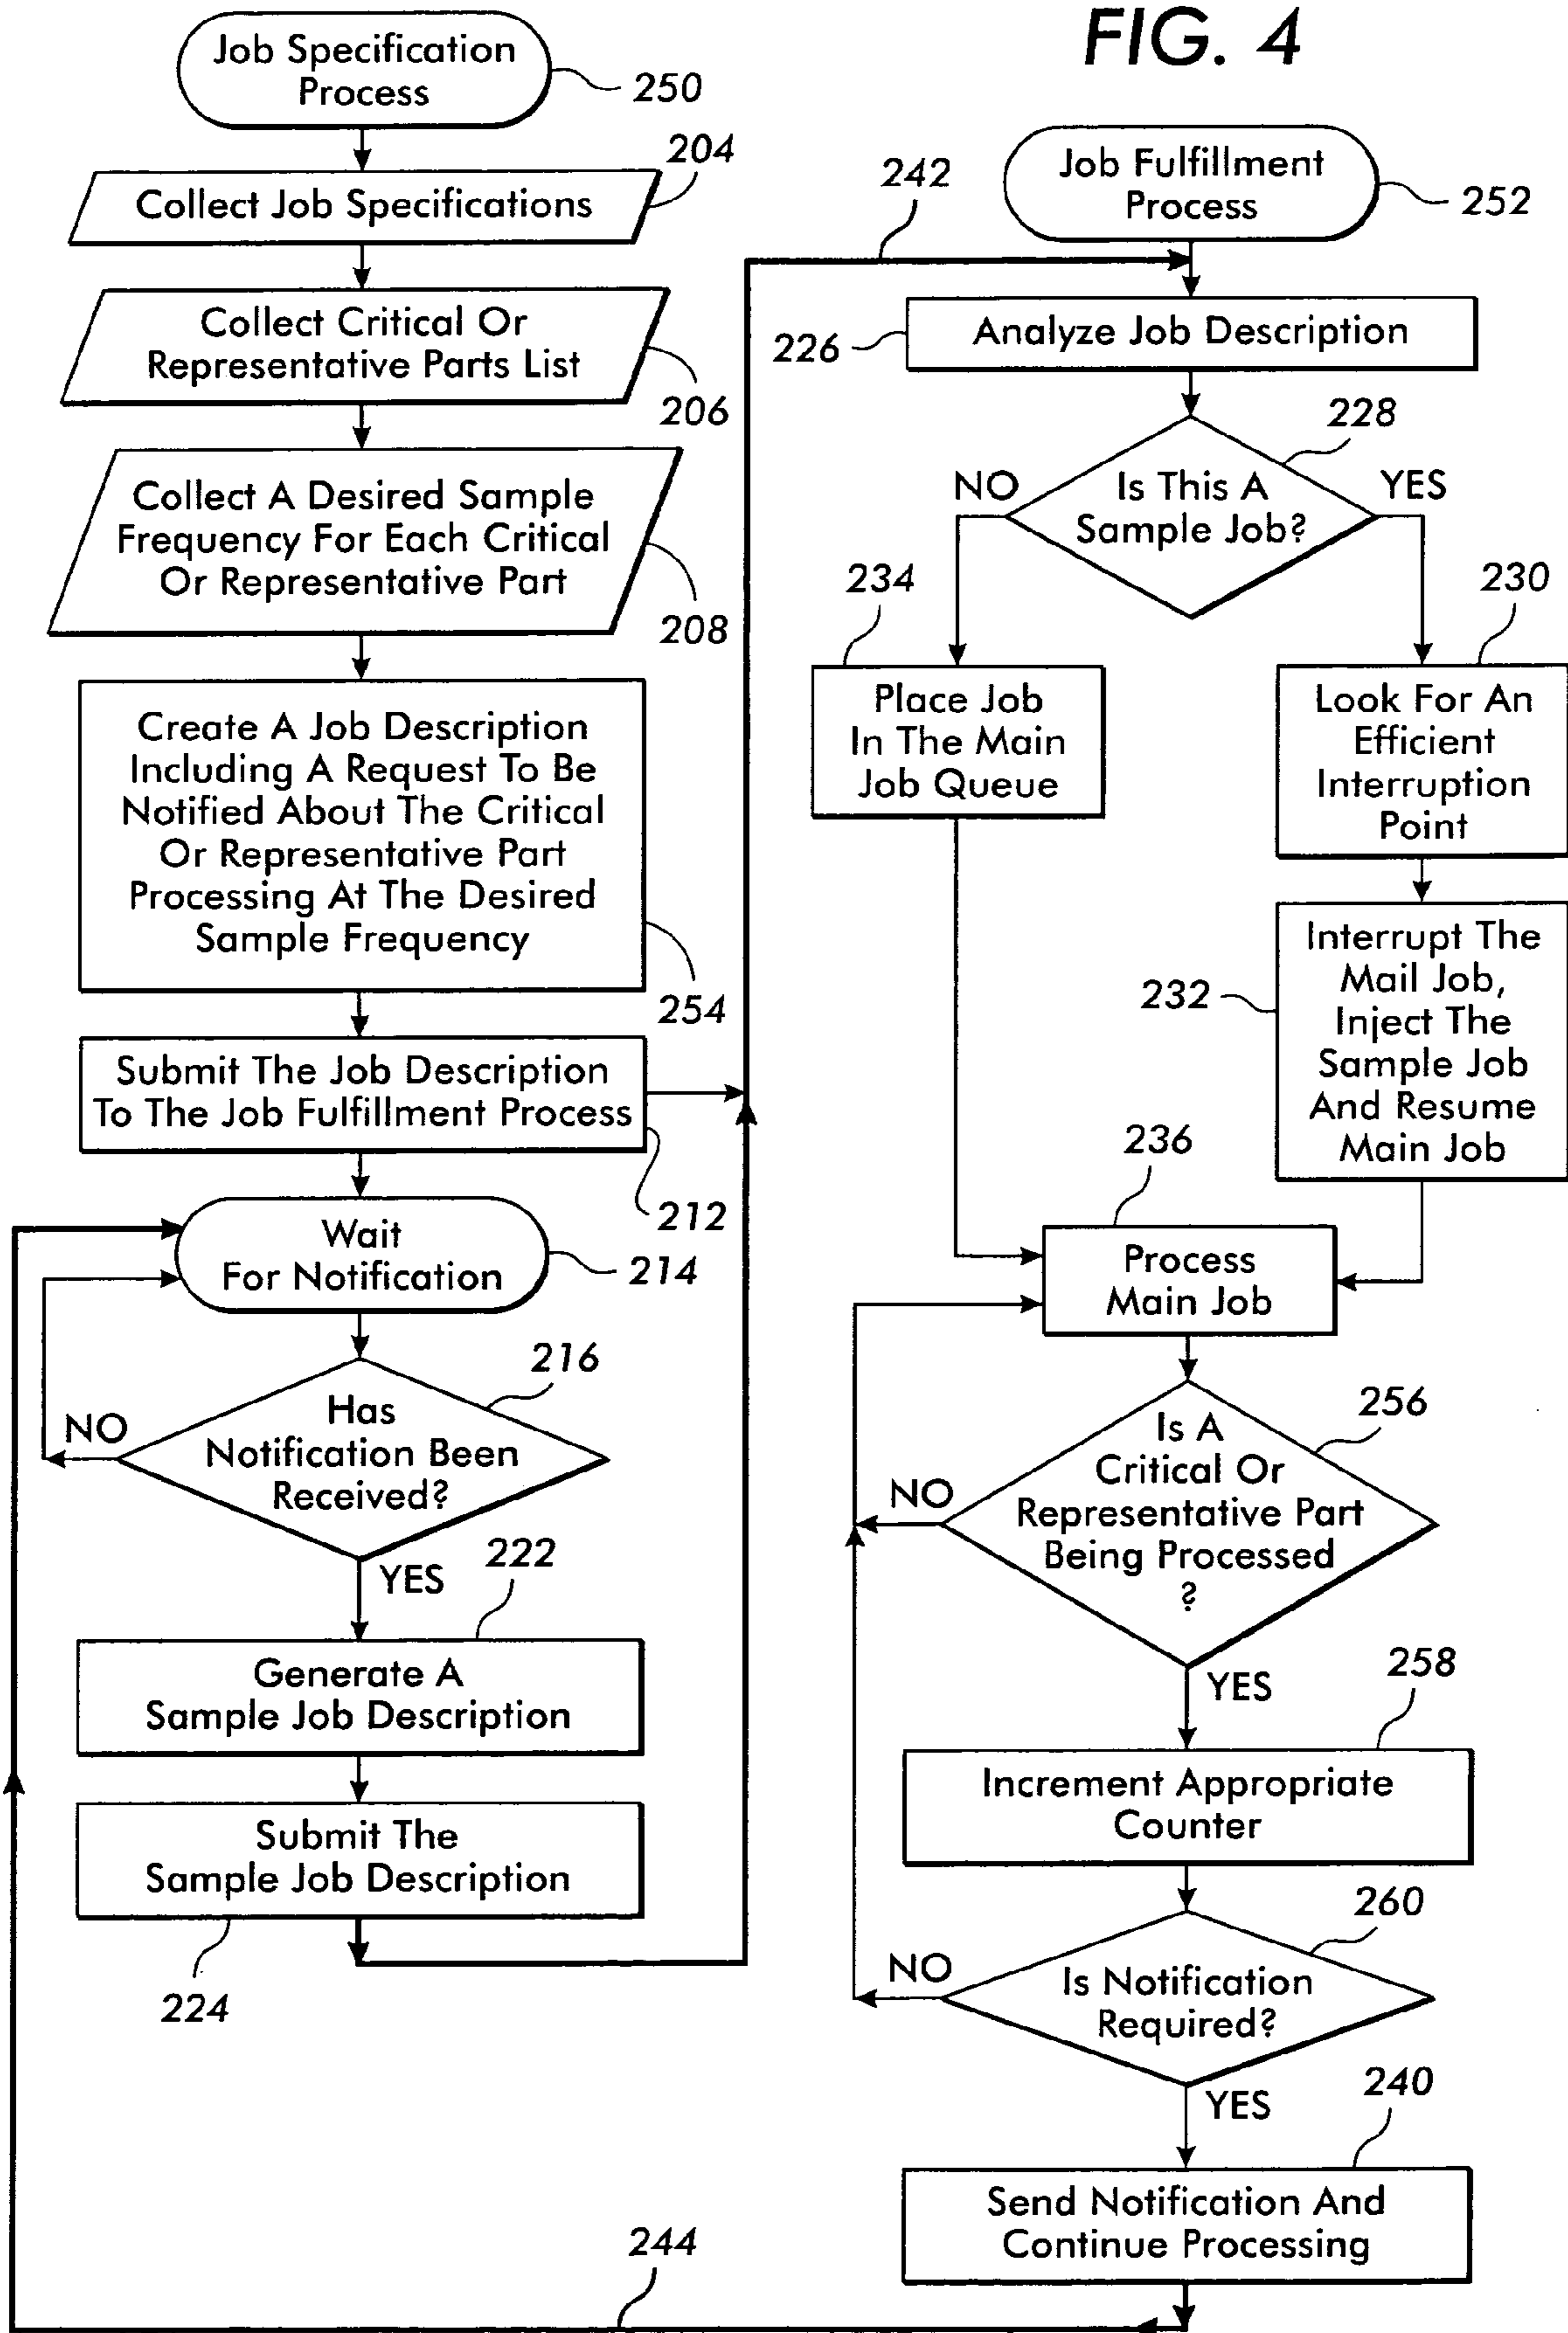 FIG. 4
Job Specification
Process
250
204
Collect Job Specifications
Collect Critical Or
Representative Parts List
206
Collect A Desired Sample
Frequency For Each Critical
Or Representative Part
208
Create A Job Description
Including A Request To Be
Notified About The Critical
Or Representative Part
Processing At The Desired
Sample Frequency
254
Submit The Job Description
To The Job Fulfillment Process
212
Wait
For Notification
214
216
Has
Notification Been
Received?
NO
YES
222
Generate A
Sample Job Description
Submit The
Sample Job Description
224
242
Job Fulfillment
Process
252
Analyze Job Description
226
228
Is This A
Sample Job?
NO
YES
234
Place Job
In The Main
Job Queue
230
Look For An
Efficient
Interruption
Point
Interrupt The
Mail Job,
Inject The
Sample Job
And Resume
Main Job
232
236
Process
Main Job
256
Is A
Critical Or
Representative Part
Being Processed
?
NO
YES
258
Increment Appropriate
Counter
260
Is Notification
Required?
NO
YES
240
Send Notification And
Continue Processing
244